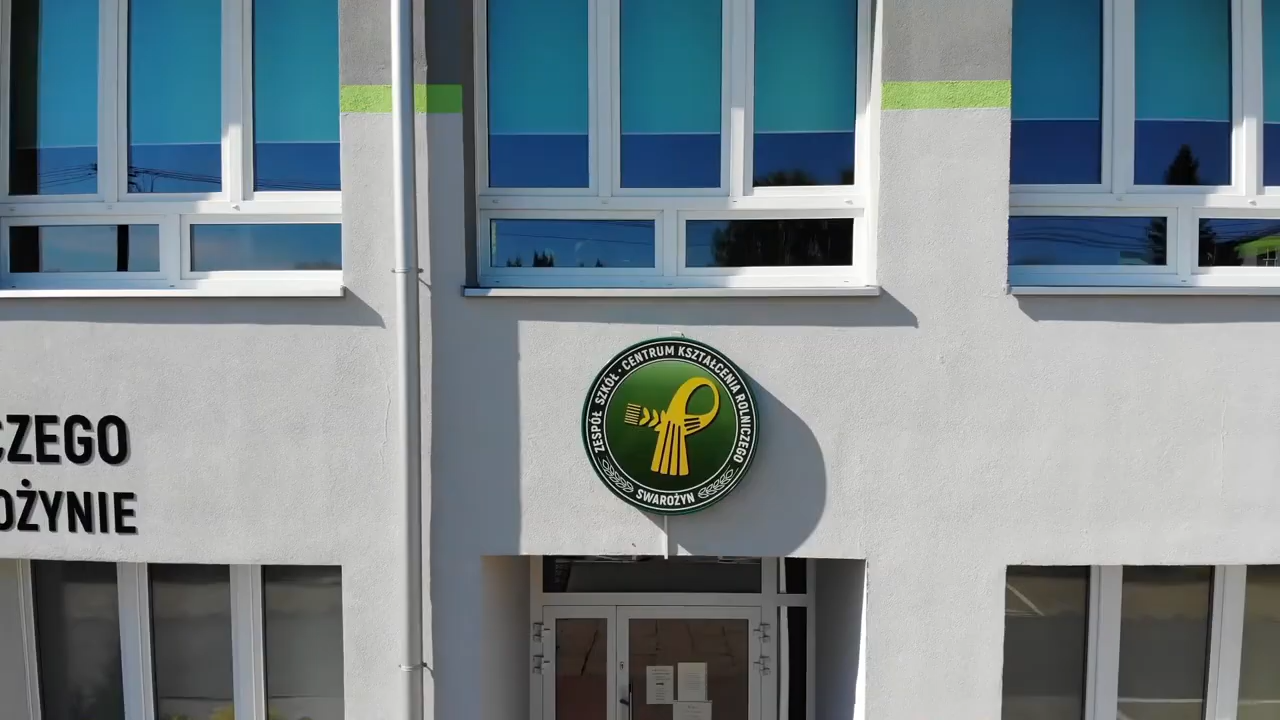 CZEGO
OŻYNIE
ZESPÓŁ SZKÓŁ · CENTRUM KSZTAŁCENIA ROLNICZEGO
SWAROŻYN